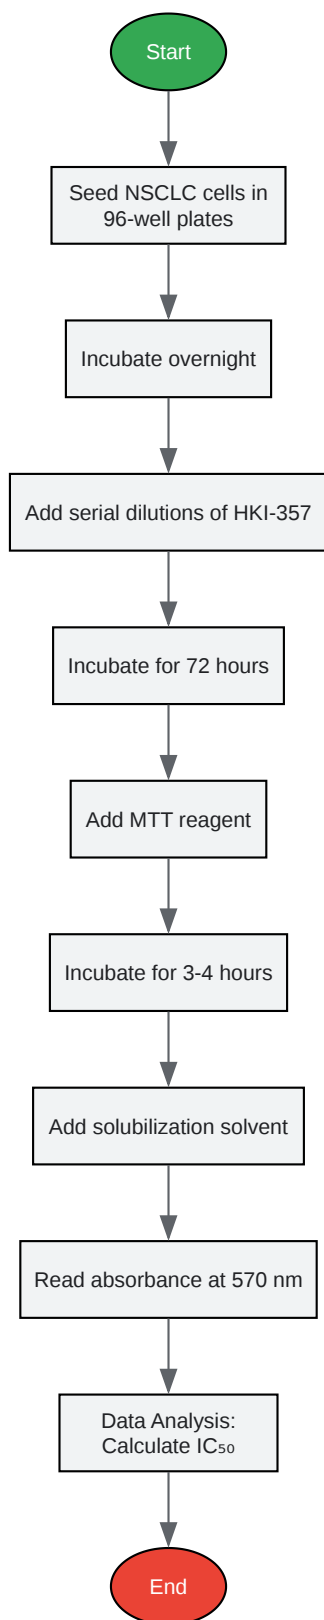 Start
Seed NSCLC cells in
96-well plates
Incubate overnight
Add serial dilutions of HKI-357
Incubate for 72 hours
Add MTT reagent
Incubate for 3-4 hours
Add solubilization solvent
Read absorbance at 570 nm
Data Analysis:
Calculate IC₅₀
End